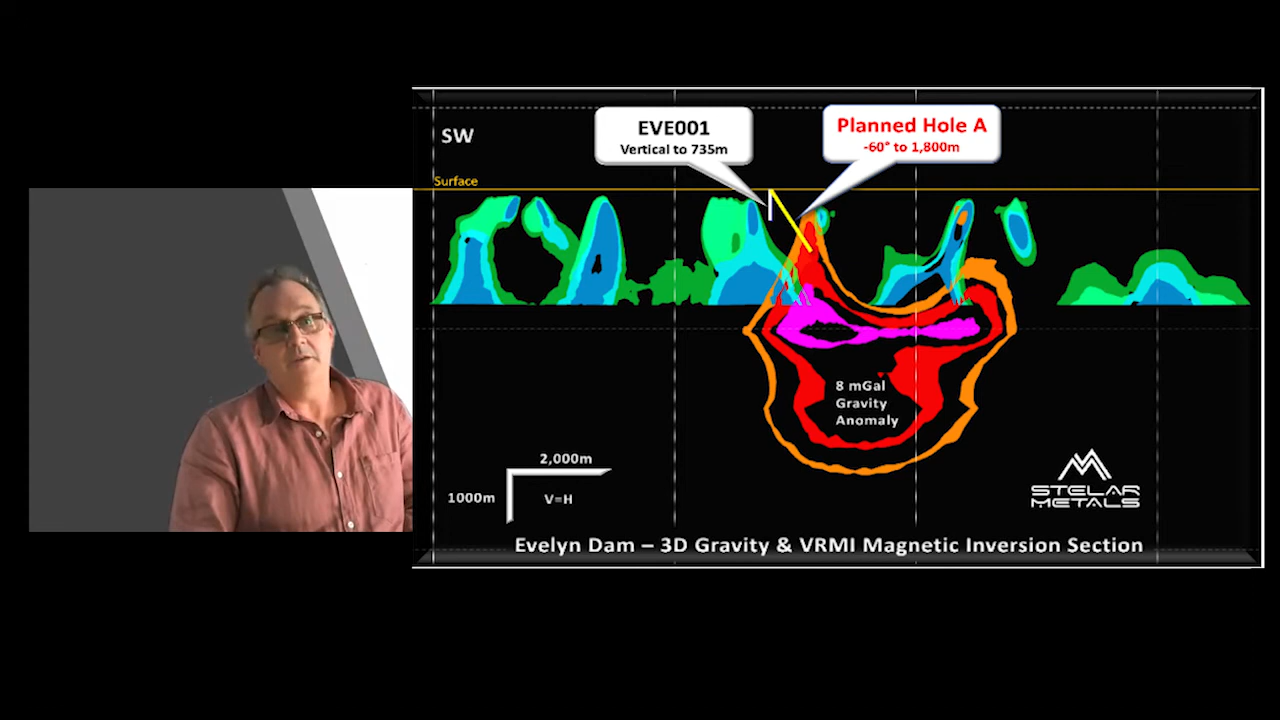 SW
EVE001
Vertical to 735m
Planned Hole A
-60° to 1,800m
Surface
8 mGal
Gravity
Anomaly
2,000m
1000m
V=H
STELAR
METALS
Evelyn Dam – 3D Gravity & VRMI Magnetic Inversion Section